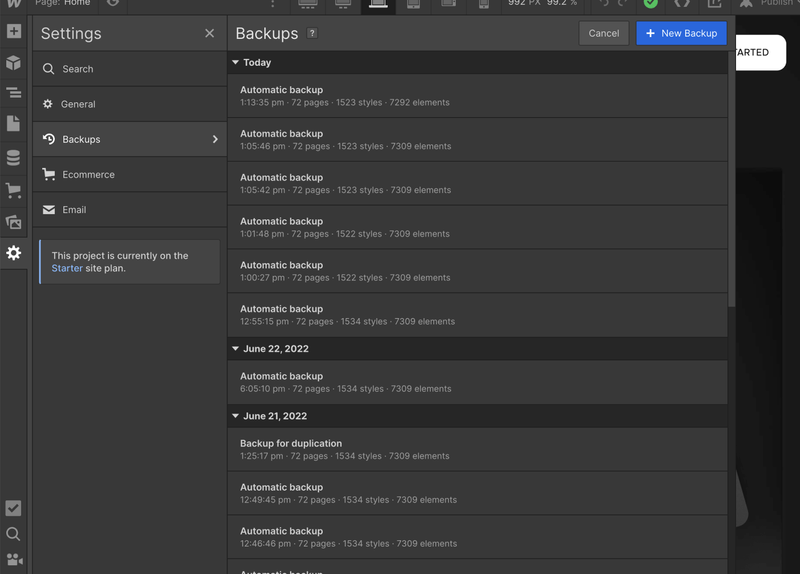 Page: Home
992 PX 99.2 %
Publish
Settings
Backups ?
Cancel
+ New Backup
Search
General
Backups
Ecommerce
Email
This project is currently on the
Starter site plan.
Today
Automatic backup
1:13:35 pm · 72 pages · 1523 styles · 7292 elements
Automatic backup
1:05:46 pm · 72 pages · 1523 styles · 7309 elements
Automatic backup
1:05:42 pm · 72 pages · 1523 styles · 7309 elements
Automatic backup
1:01:48 pm · 72 pages · 1522 styles · 7309 elements
Automatic backup
1:00:27 pm · 72 pages · 1522 styles · 7309 elements
Automatic backup
12:55:15 pm · 72 pages · 1534 styles · 7309 elements
June 22, 2022
Automatic backup
6:05:10 pm · 72 pages · 1534 styles · 7309 elements
June 21, 2022
Backup for duplication
1:25:17 pm · 72 pages · 1534 styles · 7309 elements
Automatic backup
12:49:45 pm · 72 pages · 1534 styles · 7309 elements
Automatic backup
12:46:46 pm · 72 pages · 1534 styles · 7309 elements
Automatic backup